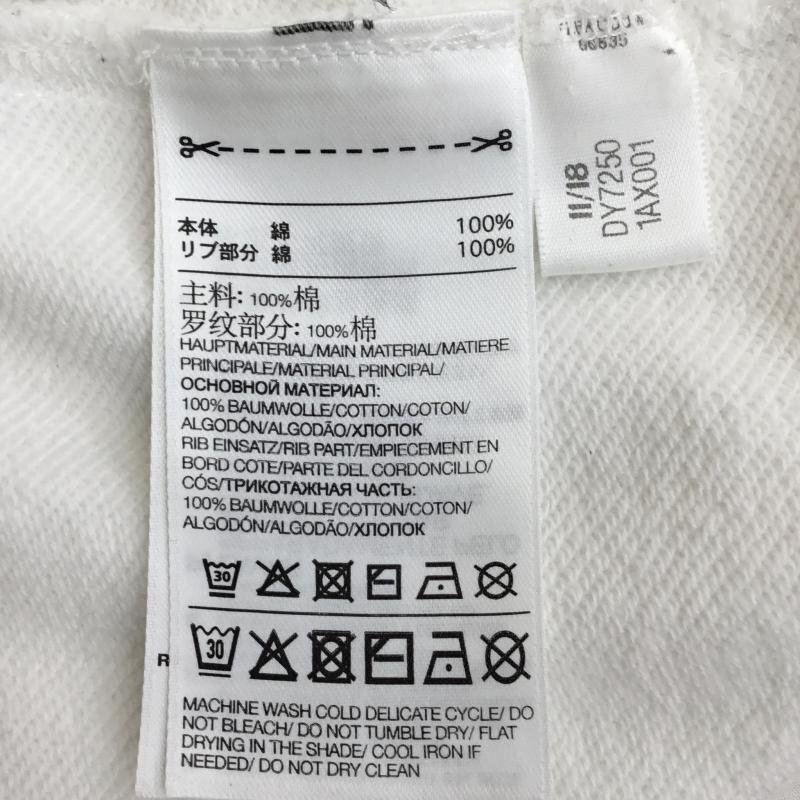 本体 綿 100%
リブ部分 綿 100%
主料: 100%棉
罗纹部分: 100%棉
HAUPTMATERIAL/MAIN MATERIAL/MATIERE
PRINCIPALE/MATERIAL PRINCIPAL/
ОСНОВНОЙ МАТЕРИАЛ:
100% BAUMWOLLE/COTTON/COTON/
ALGODÓN/ALGODÃO/ХЛОПОК
RIB EINSATZ/RIB PART/EMPIECEMENT EN
BORD COTE/PARTE DEL CORDONCILLO/
CÓS/ТРИКОТАЖНАЯ ЧАСТЬ:
100% BAUMWOLLE/COTTON/COTON/
ALGODÓN/ALGODÃO/ХЛОПОК
30
30
R
MACHINE WASH COLD DELICATE CYCLE/ DO
NOT BLEACH/ DO NOT TUMBLE DRY/ FLAT
DRYING IN THE SHADE/ COOL IRON IF
NEEDED/ DO NOT DRY CLEAN
11/18
DY7250
1AX001